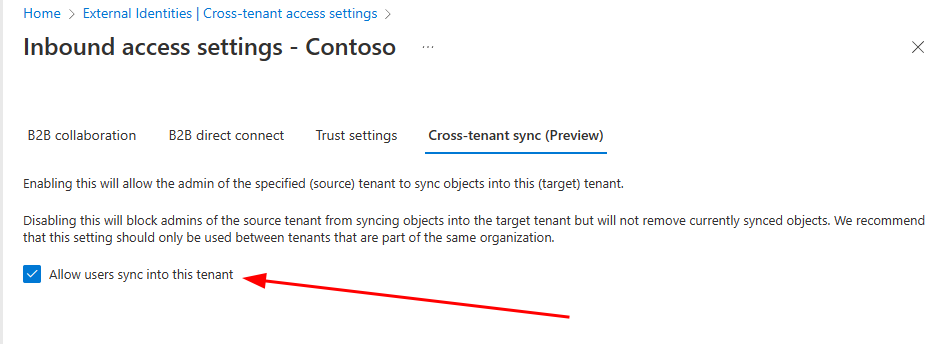 Home > External Identities | Cross-tenant access settings >
Inbound access settings - Contoso ...
B2B collaboration B2B direct connect Trust settings Cross-tenant sync (Preview)
Enabling this will allow the admin of the specified (source) tenant to sync objects into this (target) tenant.
Disabling this will block admins of the source tenant from syncing objects into the target tenant but will not remove currently synced objects. We recommend
that this setting should only be used between tenants that are part of the same organization.
Allow users sync into this tenant